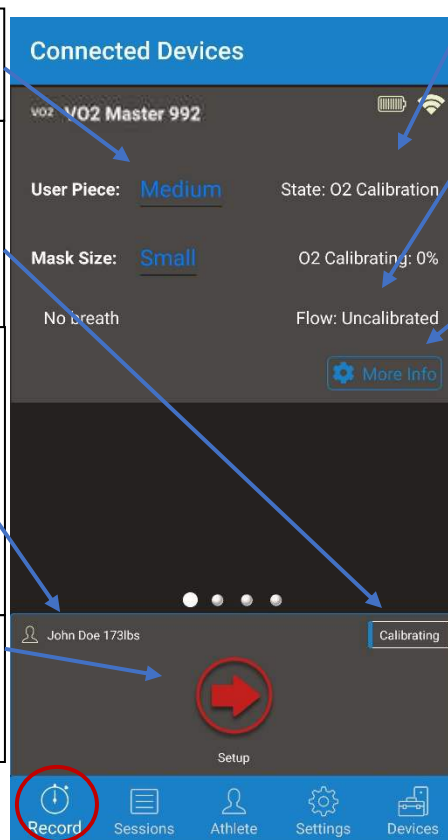 Connected Devices
VO2 VO2 Master 992
User Piece: Medium State: O2 Calibration
Mask Size: Small O2 Calibrating: 0%
No breath Flow: Uncalibrated
More Info
John Doe 173lbs Calibrating
Setup
Record Sessions Athlete Settings Devices